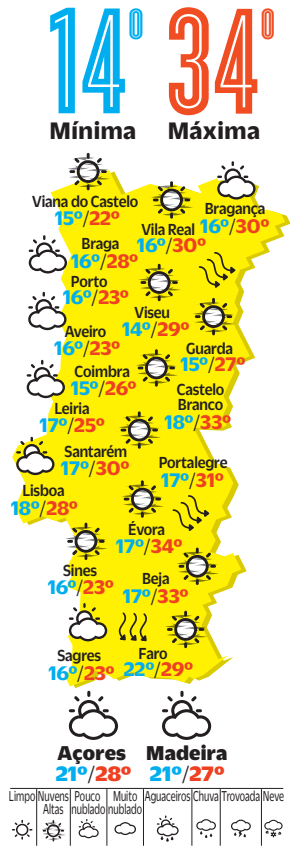 14º 34º
Mínima Máxima
Viana do Castelo
15º/22º
Bragança
16º/30º
Vila Real
16º/30º
Braga
16º/28º
Porto
16º/23º
Viseu
14º/29º
Aveiro
16º/23º
Guarda
15º/27º
Coimbra
15º/26º
Castelo
Branco
18º/33º
Leiria
17º/25º
Santarém
17º/30º
Portalegre
17º/31º
Lisboa
18º/28º
Évora
17º/34º
Sines
16º/23º
Beja
17º/33º
Sagres
16º/23º
Faro
22º/29º
Açores Madeira
21º/28º 21º/27º
Limpo
Nuvens
Altas
Pouco
nublado
Muito
nublado
Aguaceiros
Chuva
Trovoada
Neve